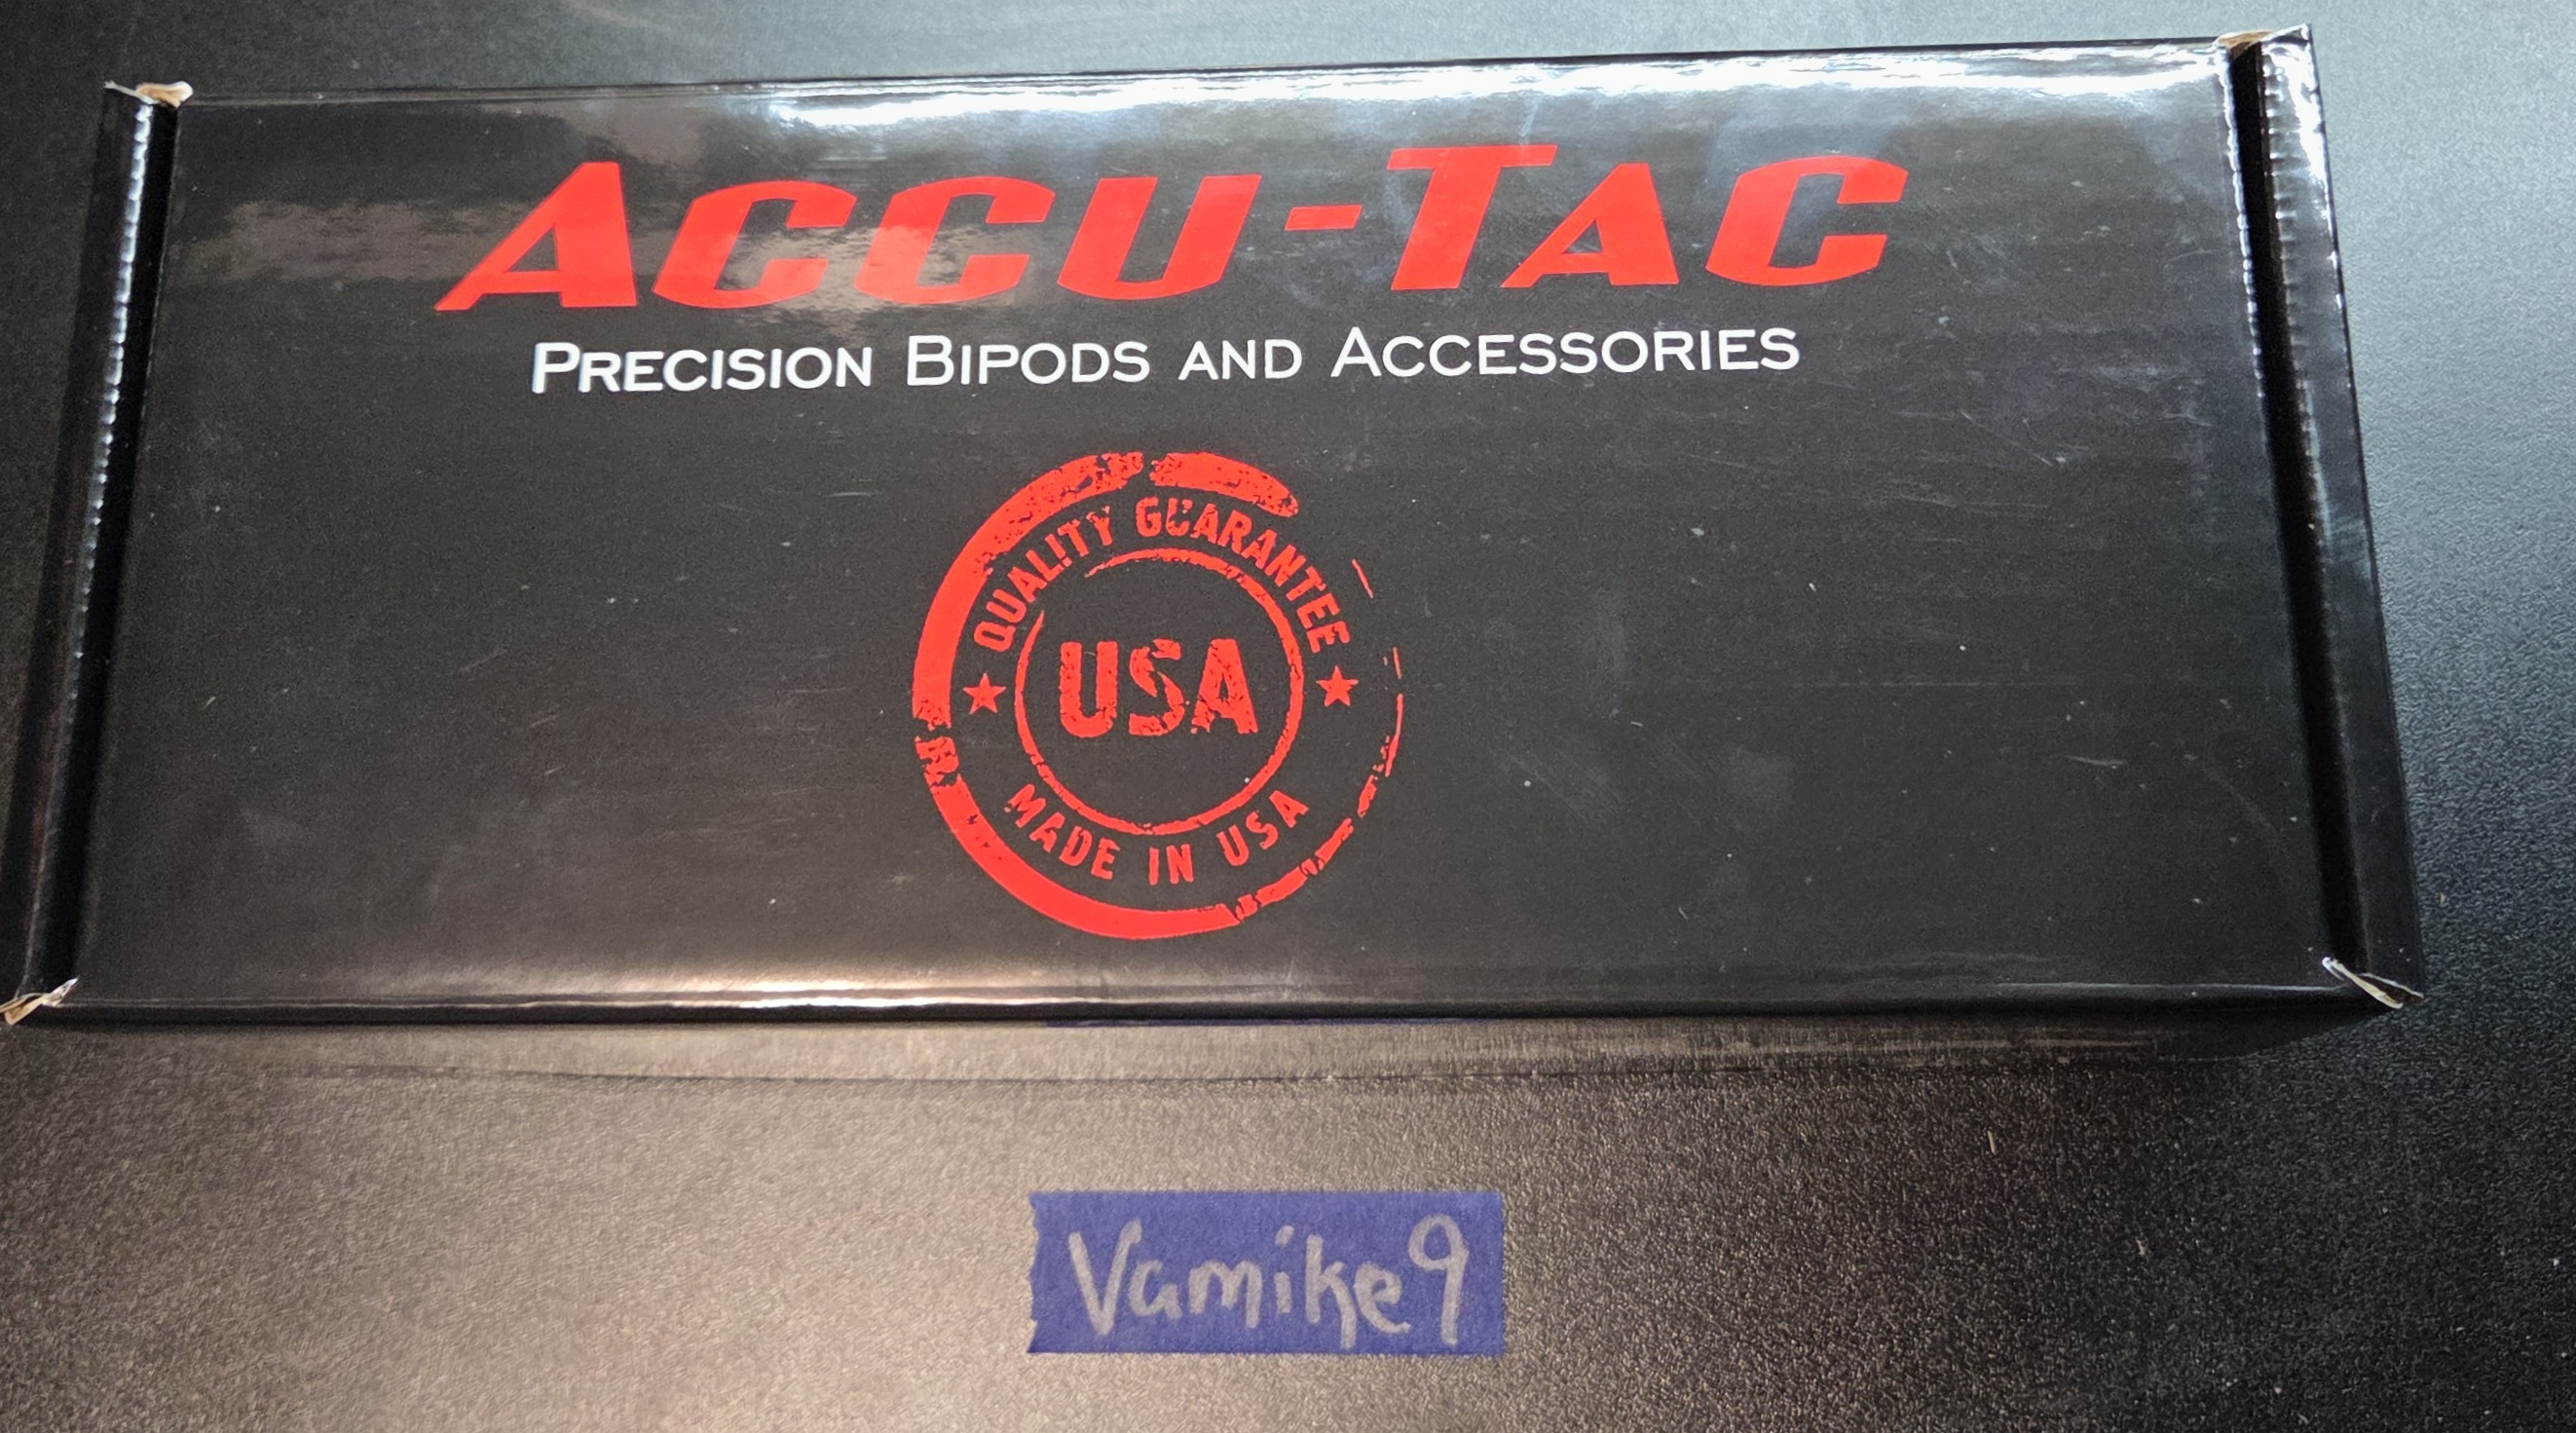 ACCU-TAC
PRECISION BIPODS AND ACCESSORIES
QUALITY GUARANTEE
USA
MADE IN USA
Vamike9